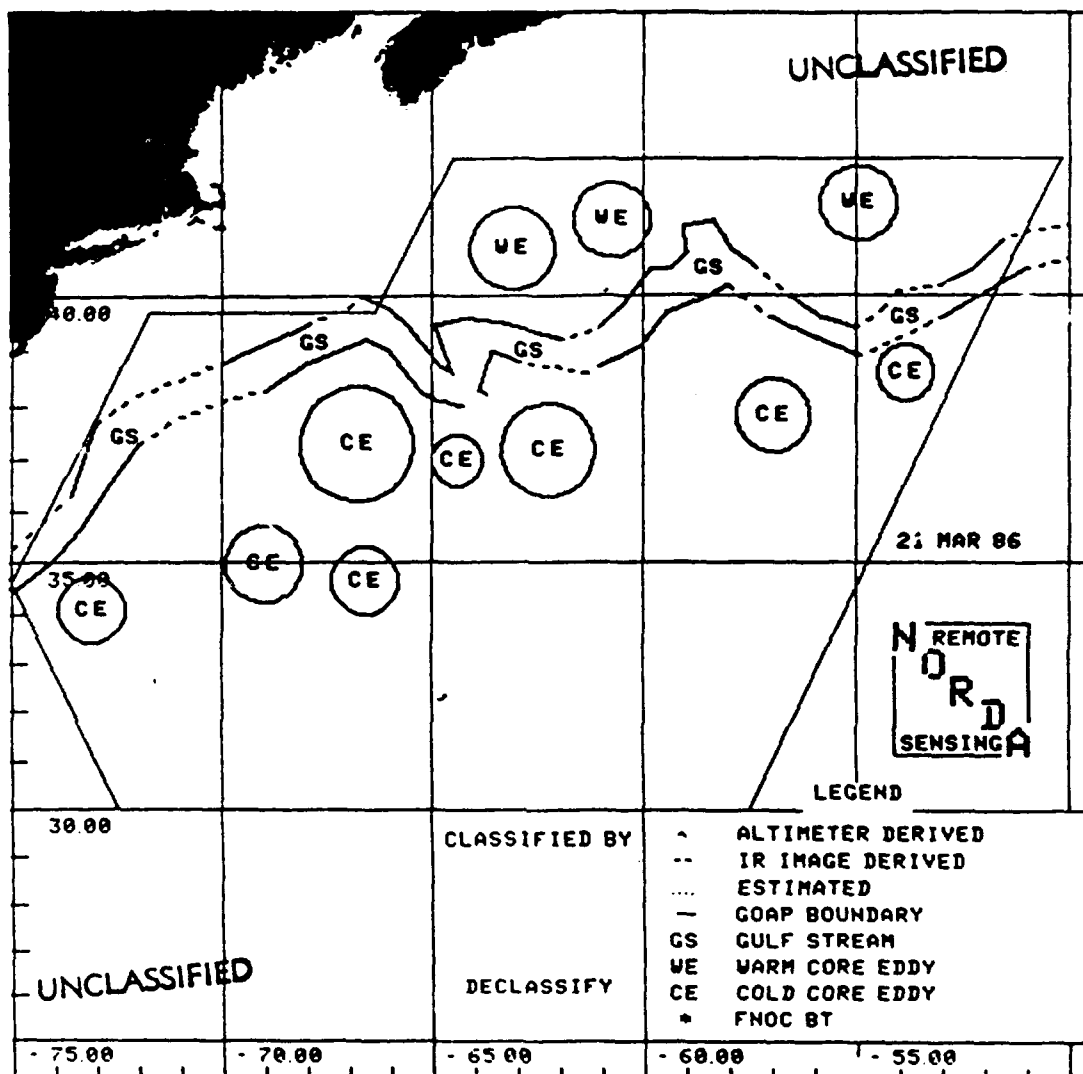 UNCLASSIFIED
WE
WE
WE
GS
40.00
GS
GS
GS
CE
CE
GS
CE
CE
CE
21 MAR 86
CE
35.00
CE
CE
N REMOTE
O
R
D
SENSING A
LEGEND
30.00
CLASSIFIED BY
^ ALTIMETER DERIVED
-- IR IMAGE DERIVED
.... ESTIMATED
— GOAP BOUNDARY
GS GULF STREAM
WE WARM CORE EDDY
CE COLD CORE EDDY
* FNOC BT
UNCLASSIFIED
DECLASSIFY
-75.00 -70.00 -65.00 -60.00 -55.00